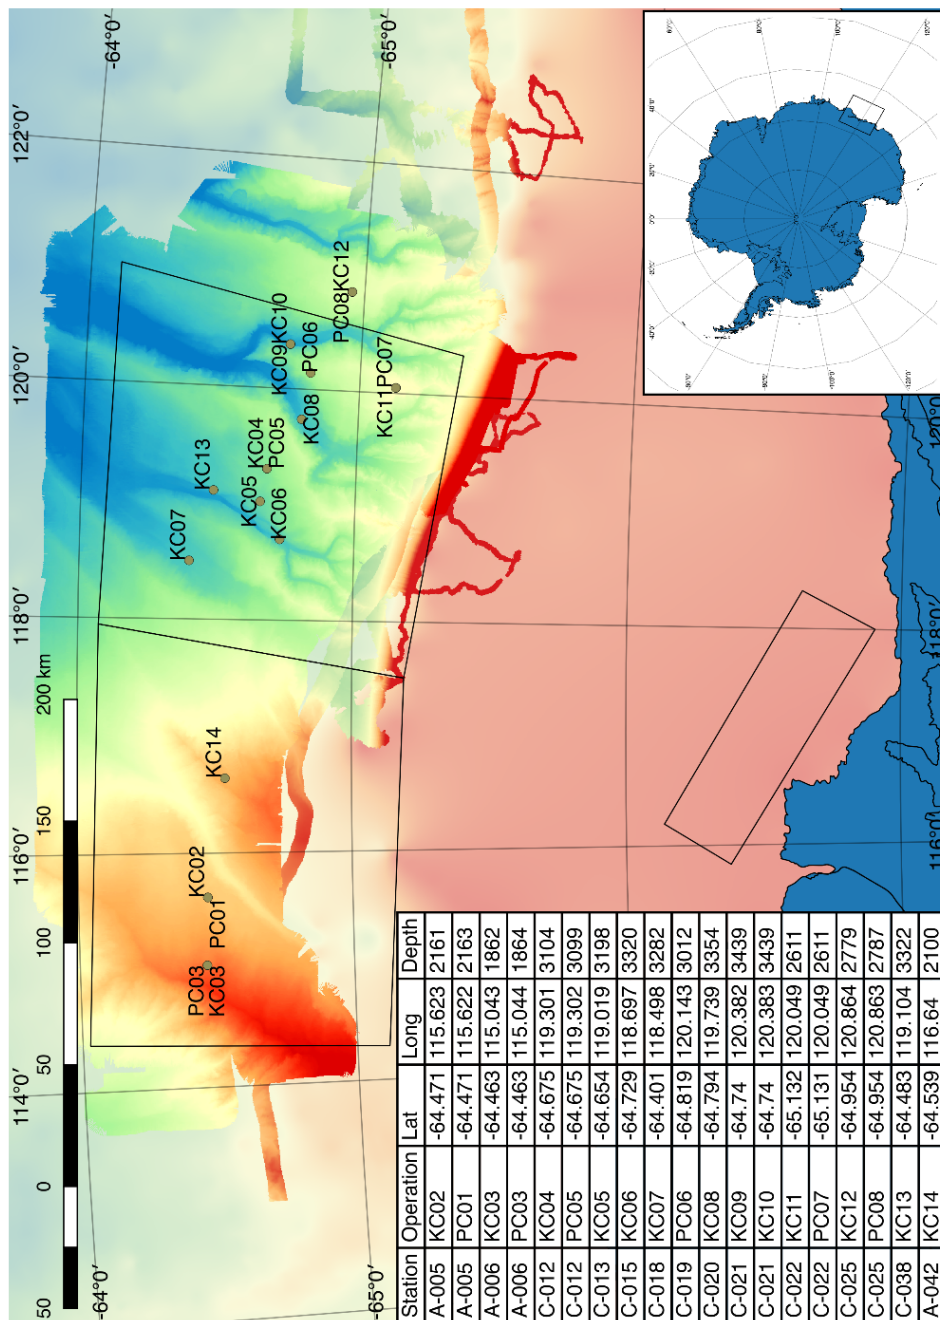 50 0 50 100 150 200 km
114°0′ 116°0′ 118°0′ 120°0′ 122°0′
-64°0′ -64°0′
-65°0′ -65°0′
PC03
KC03
KC02
PC01
KC14
KC07
KC13
KC05
KC04
PC05
KC06
KC08
KC09KC10
PC06
PC08KC12
KC11PC07
116°0′ 118°0′ 120°0′
Station Operation Lat Long Depth
A-005 KC02 -64.471 115.623 2161
A-005 PC01 -64.471 115.622 2163
A-006 KC03 -64.463 115.043 1862
A-006 PC03 -64.463 115.044 1864
C-012 KC04 -64.675 119.301 3104
C-012 PC05 -64.675 119.302 3099
C-013 KC05 -64.654 119.019 3198
C-015 KC06 -64.729 118.697 3320
C-018 KC07 -64.401 118.498 3282
C-019 PC06 -64.819 120.143 3012
C-020 KC08 -64.794 119.739 3354
C-021 KC09 -64.74 120.382 3439
C-021 KC10 -64.74 120.383 3439
C-022 KC11 -65.132 120.049 2611
C-022 PC07 -65.131 120.049 2611
C-025 KC12 -64.954 120.864 2779
C-025 PC08 -64.954 120.863 2787
C-038 KC13 -64.483 119.104 3322
A-042 KC14 -64.539 116.64 2100